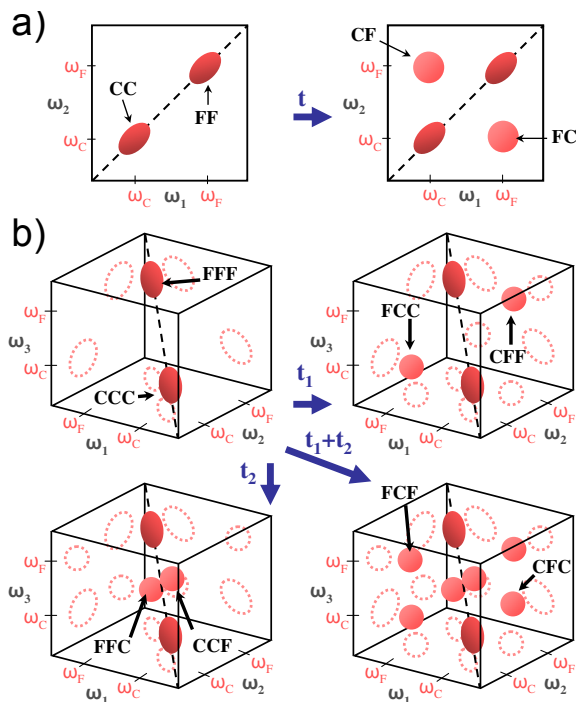 a)
CF
ω_F
CC
ω_2
FF
ω_C
ω_C ω_1 ω_F
t
ω_F
ω_2
ω_C
FC
ω_C ω_1 ω_F
b)
FFF
ω_F
ω_3
ω_C
CCC
ω_F
ω_1
ω_C
ω_C
ω_2
ω_F
t_1
FCC
CFF
ω_F
ω_3
ω_C
ω_F
ω_1
ω_C
ω_C
ω_2
ω_F
t_2
t_1+t_2
ω_F
ω_3
ω_C
FFC
CCF
ω_F
ω_1
ω_C
ω_C
ω_2
ω_F
FCF
CFC
ω_F
ω_3
ω_C
ω_F
ω_1
ω_C
ω_C
ω_2
ω_F